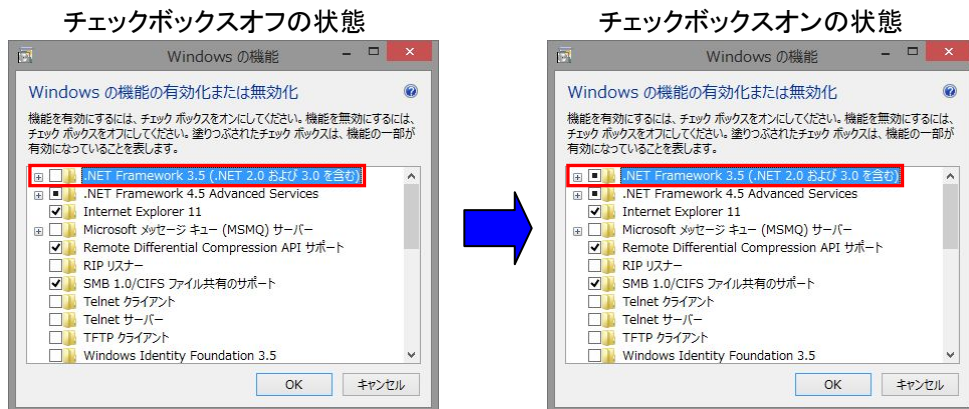 チェックボックスオフの状態
Windows の機能
Windows の機能の有効化または無効化
機能を有効にするには、チェック ボックスをオンにしてください。機能を無効にするには、
チェック ボックスをオフにしてください。塗りつぶされたチェック ボックスは、機能の一部が
有効になっていることを表します。
.NET Framework 3.5 (.NET 2.0 および 3.0 を含む)
.NET Framework 4.5 Advanced Services
Internet Explorer 11
Microsoft メッセージ キュー (MSMQ) サーバー
Remote Differential Compression API サポート
RIP リスナー
SMB 1.0/CIFS ファイル共有のサポート
Telnet クライアント
Telnet サーバー
TFTP クライアント
Windows Identity Foundation 3.5
OK
キャンセル
チェックボックスオンの状態
Windows の機能
Windows の機能の有効化または無効化
機能を有効にするには、チェック ボックスをオンにしてください。機能を無効にするには、
チェック ボックスをオフにしてください。塗りつぶされたチェック ボックスは、機能の一部が
有効になっていることを表します。
.NET Framework 3.5 (.NET 2.0 および 3.0 を含む)
.NET Framework 4.5 Advanced Services
Internet Explorer 11
Microsoft メッセージ キュー (MSMQ) サーバー
Remote Differential Compression API サポート
RIP リスナー
SMB 1.0/CIFS ファイル共有のサポート
Telnet クライアント
Telnet サーバー
TFTP クライアント
Windows Identity Foundation 3.5
OK
キャンセル